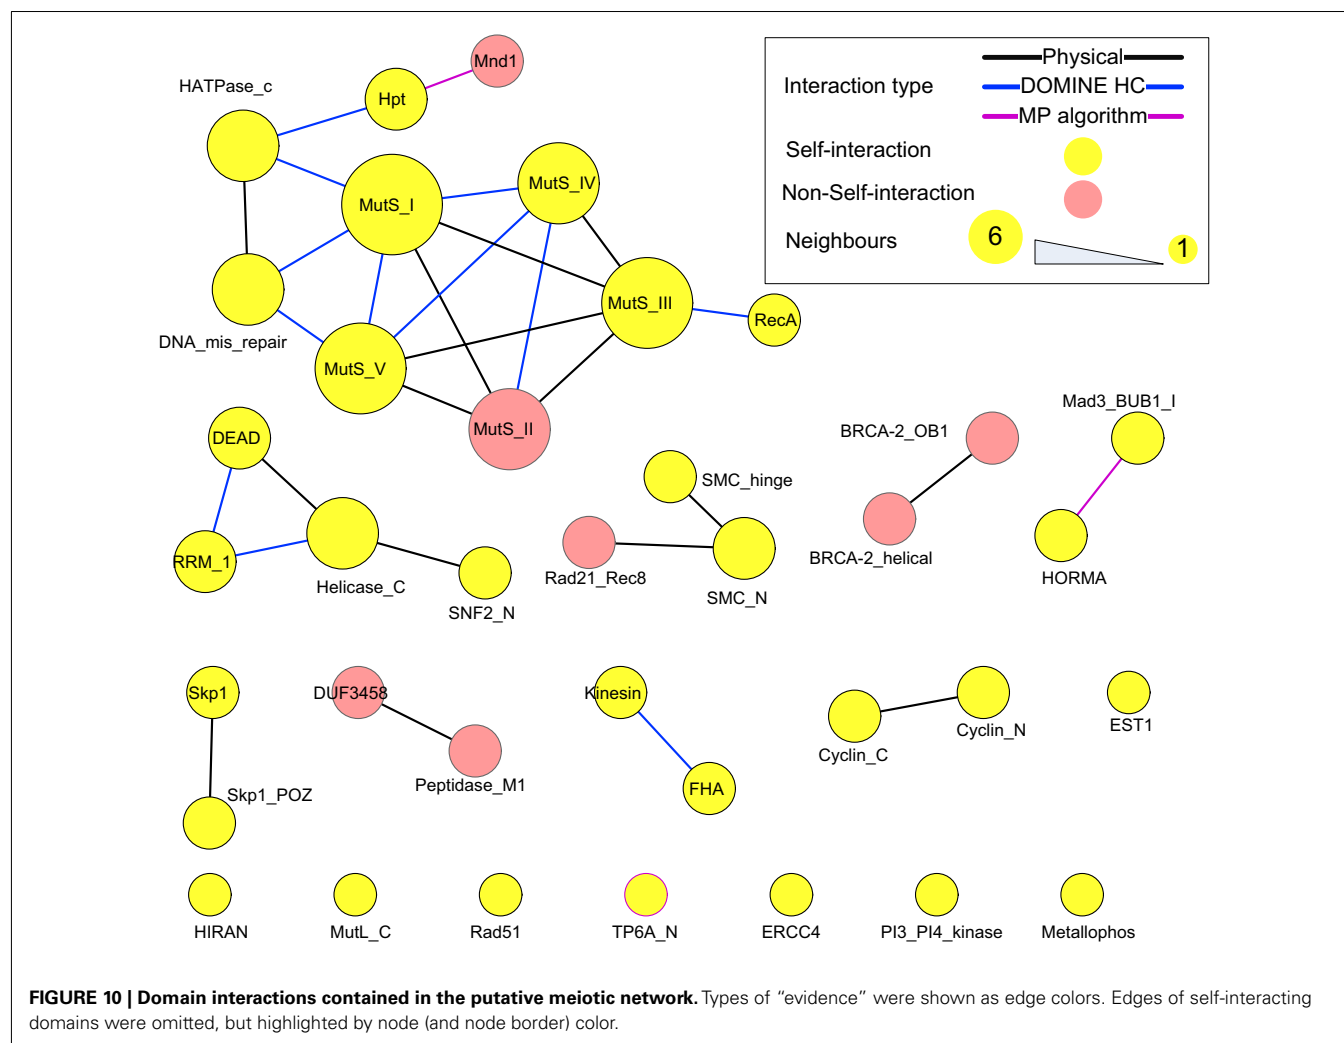 Mnd1
HATPase_c
Hpt
MutS_I
MutS_IV
MutS_III
RecA
DNA_mis_repair
MutS_V
MutS_II
Interaction type
Physical
DOMINE HC
MP algorithm
Self-interaction
Non-Self-interaction
Neighbours
6
1
DEAD
RRM_1
Helicase_C
SNF2_N
SMC_hinge
Rad21_Rec8
SMC_N
BRCA-2_OB1
BRCA-2_helical
Mad3_BUB1_I
HORMA
Skp1
Skp1_POZ
DUF3458
Peptidase_M1
Kinesin
FHA
Cyclin_C
Cyclin_N
EST1
HIRAN
MutL_C
Rad51
TP6A_N
ERCC4
PI3_PI4_kinase
Metallophos
FIGURE 10 | Domain interactions contained in the putative meiotic network. Types of “evidence” were shown as edge colors. Edges of self-interacting
domains were omitted, but highlighted by node (and node border) color.